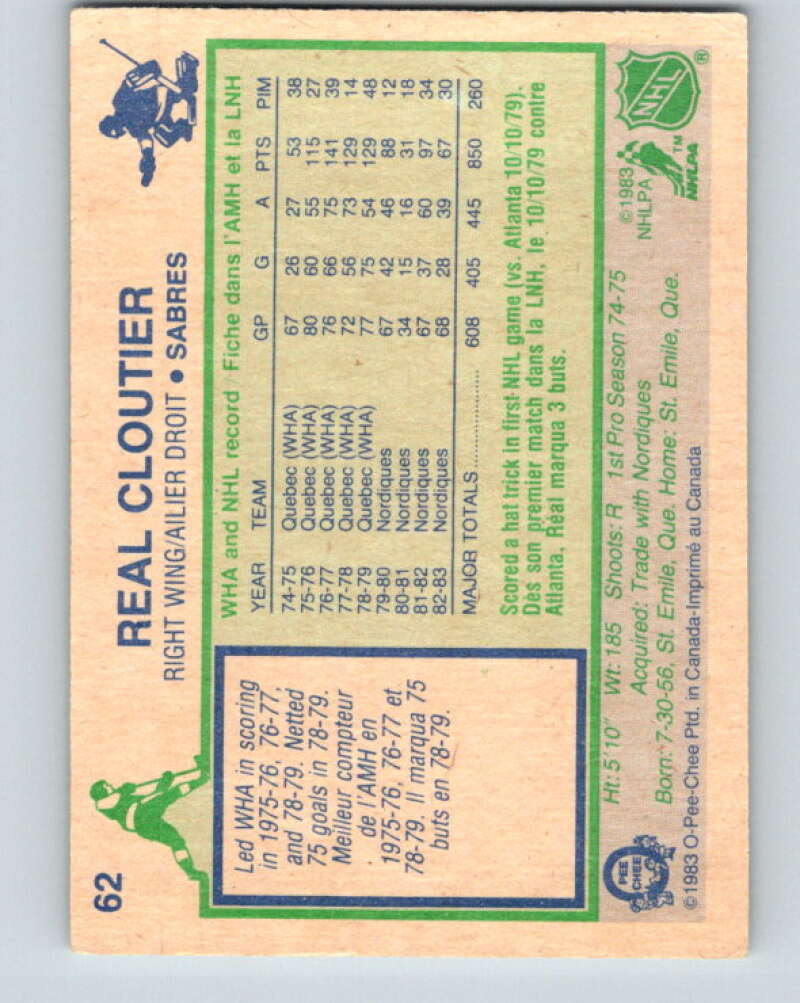 62
REAL CLOUTIER
RIGHT WING/AILIER DROIT • SABRES
Led WHA in scoring
in 1975-76, 76-77,
and 78-79. Netted
75 goals in 78-79.
Meilleur compteur
de l'AMH en
1975-76, 76-77 et
78-79. Il marqua 75
buts en 78-79.
WHA and NHL record / Fiche dans l'AMH et la LNH
YEAR TEAM GP G A PTS PIM
74-75 Quebec (WHA) 67 26 27 53 38
75-76 Quebec (WHA) 80 60 55 115 27
76-77 Quebec (WHA) 76 66 75 141 39
77-78 Quebec (WHA) 72 56 73 129 14
78-79 Quebec (WHA) 77 75 54 129 48
79-80 Nordiques 67 42 46 88 12
80-81 Nordiques 34 15 16 31 18
81-82 Nordiques 67 37 60 97 34
82-83 Nordiques 68 28 39 67 30
MAJOR TOTALS .................... 608 405 445 850 260
Scored a hat trick in first NHL game (vs. Atlanta 10/10/79).
Dès son premier match dans la LNH, le 10/10/79 contre
Atlanta, Réal marqua 3 buts.
Ht: 5'10" Wt: 185 Shoots: R 1st Pro Season 74-75
Acquired: Trade with Nordiques
Born: 7-30-56, St. Emile, Que. Home: St. Emile, Que.
©1983 O-Pee-Chee Ptd. in Canada-Imprimé au Canada
O
PEE
CHEE
©1983
NHLPA
NHLPA
TM
NHL
®